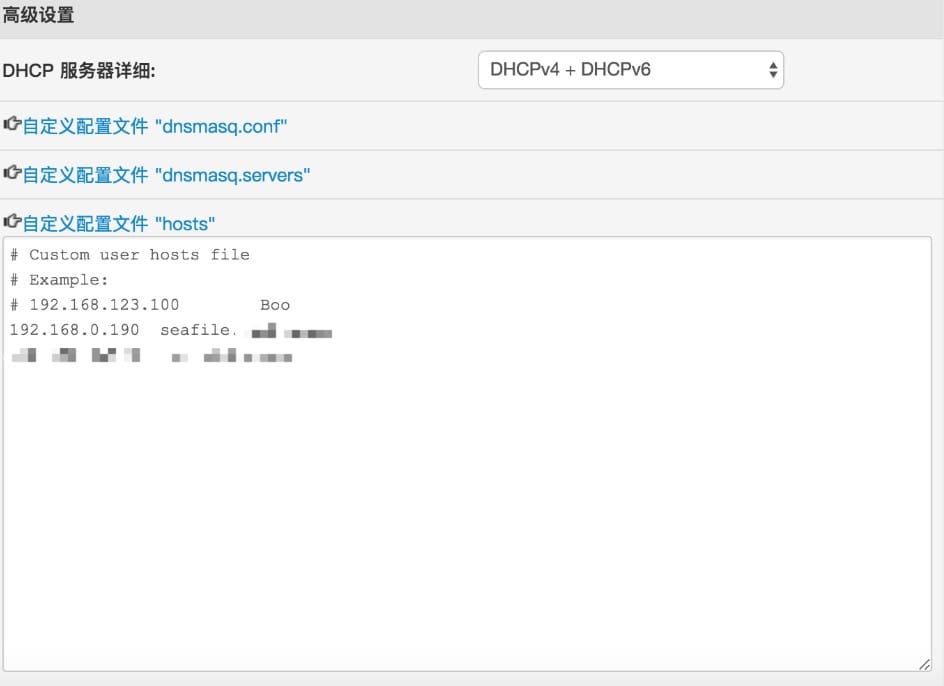 高级设置
DHCP 服务器详细:
DHCPv4 + DHCPv6
自定义配置文件 "dnsmasq.conf"
自定义配置文件 "dnsmasq.servers"
自定义配置文件 "hosts"
# Custom user hosts file
# Example:
# 192.168.123.100        Boo
192.168.0.190  seafile.